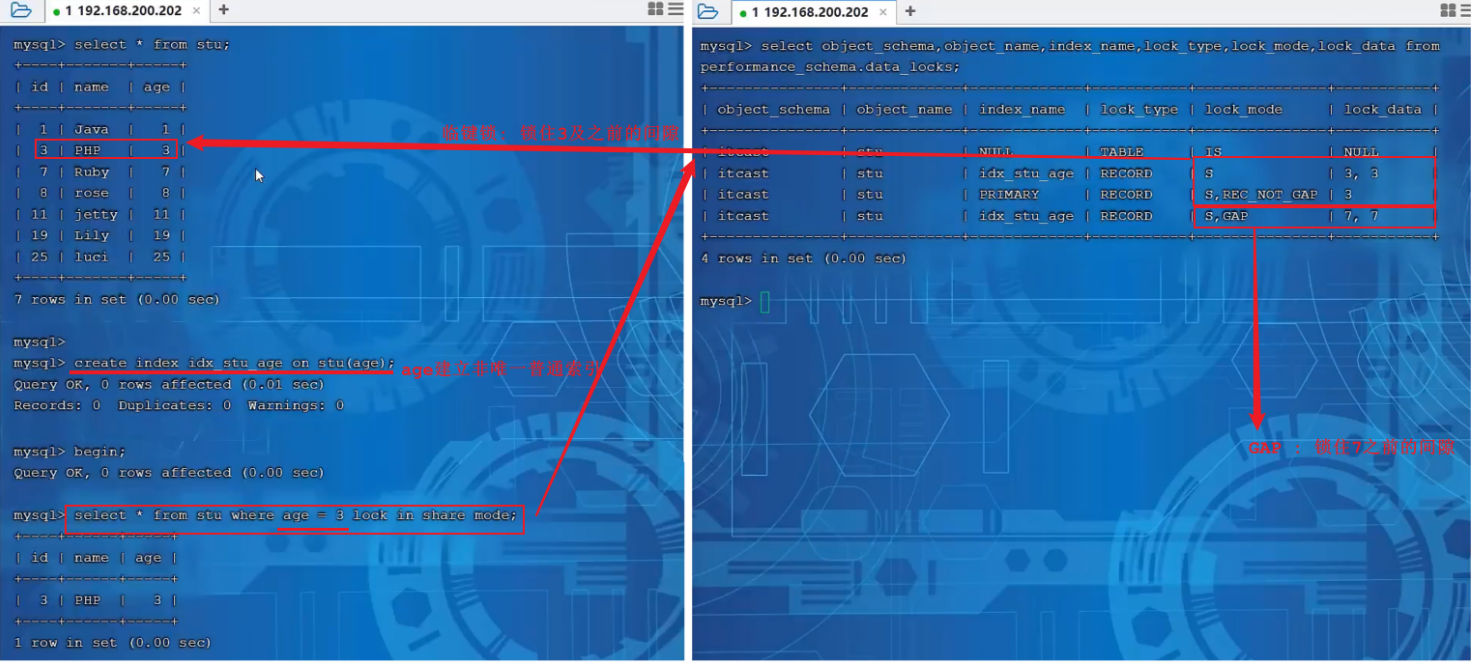 1 192.168.200.202 × +
mysql> select * from stu;
+----+-------+-----+
| id | name  | age |
+----+-------+-----+
|  1 | Java  |   1 |
|  3 | PHP   |   3 |
|  7 | Ruby  |   7 |
|  8 | rose  |   8 |
| 11 | jetty |  11 |
| 19 | Lily  |  19 |
| 25 | luci  |  25 |
+----+-------+-----+
7 rows in set (0.00 sec)
mysql>
mysql> create index idx_stu_age on stu(age);
age建立非唯一普通索引
Query OK, 0 rows affected (0.01 sec)
Records: 0  Duplicates: 0  Warnings: 0
mysql> begin;
Query OK, 0 rows affected (0.00 sec)
mysql> select * from stu where age = 3 lock in share mode;
+----+------+-----+
| id | name | age |
+----+------+-----+
|  3 | PHP  |   3 |
+----+------+-----+
1 row in set (0.00 sec)
临键锁: 锁住3及之前的间隙
1 192.168.200.202 × +
mysql> select object_schema,object_name,index_name,lock_type,lock_mode,lock_data from
performance_schema.data_locks;
+---------------+-------------+-------------+-----------+---------------+-----------+
| object_schema | object_name | index_name  | lock_type | lock_mode     | lock_data |
+---------------+-------------+-------------+-----------+---------------+-----------+
| itcast        | stu         | NULL        | TABLE     | IS            | NULL      |
| itcast        | stu         | idx_stu_age | RECORD    | S             | 3, 3      |
| itcast        | stu         | PRIMARY     | RECORD    | S,REC_NOT_GAP | 3         |
| itcast        | stu         | idx_stu_age | RECORD    | S,GAP         | 7, 7      |
+---------------+-------------+-------------+-----------+---------------+-----------+
4 rows in set (0.00 sec)
mysql>
GAP : 锁住7之前的间隙